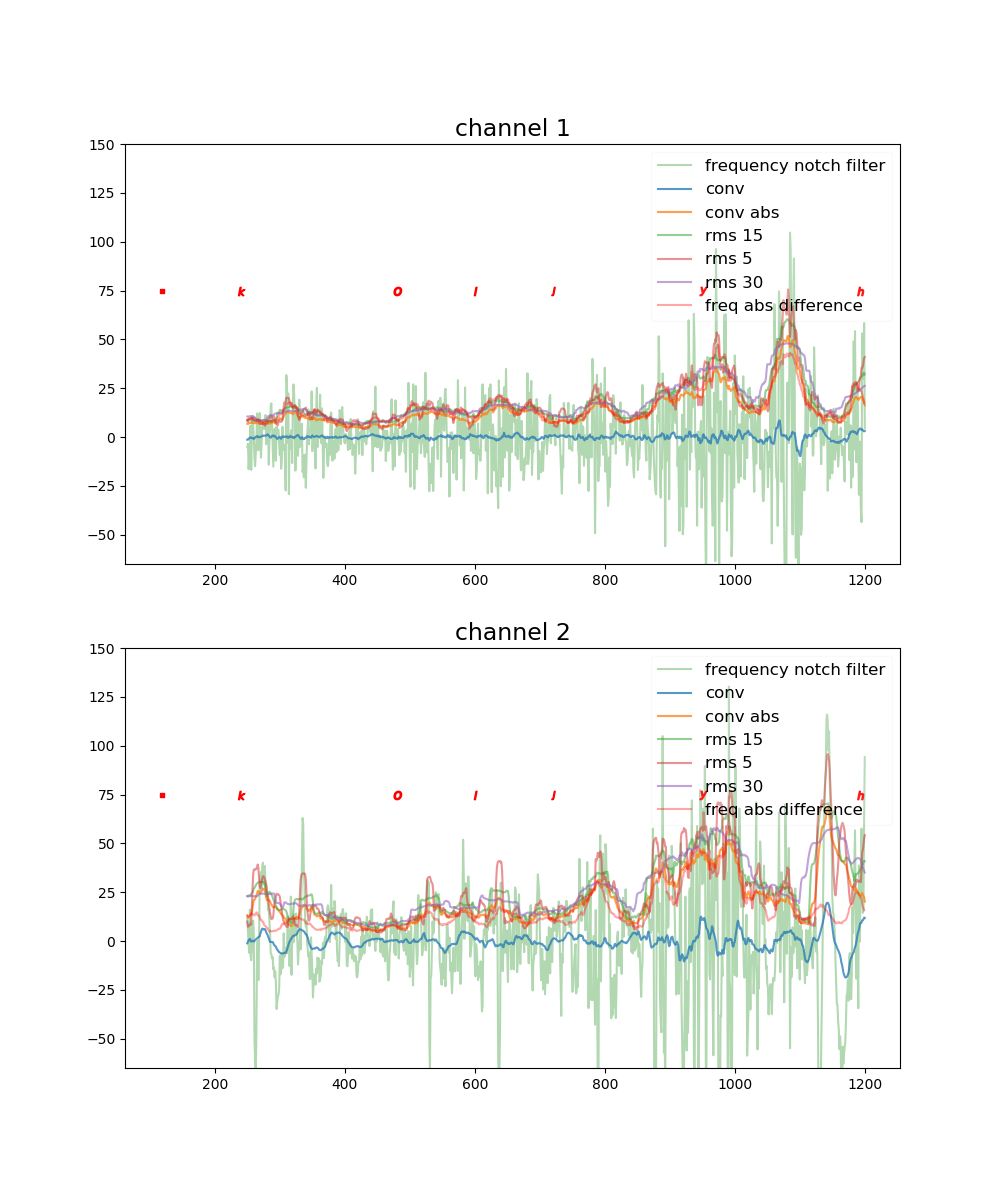 channel 1
150
125
100
75
50
25
0
−25
−50
frequency notch filter
conv
conv abs
rms 15
rms 5
rms 30
freq abs difference
k O l J y h
200 400 600 800 1000 1200
channel 2
150
125
100
75
50
25
0
−25
−50
frequency notch filter
conv
conv abs
rms 15
rms 5
rms 30
freq abs difference
k O l J y h
200 400 600 800 1000 1200